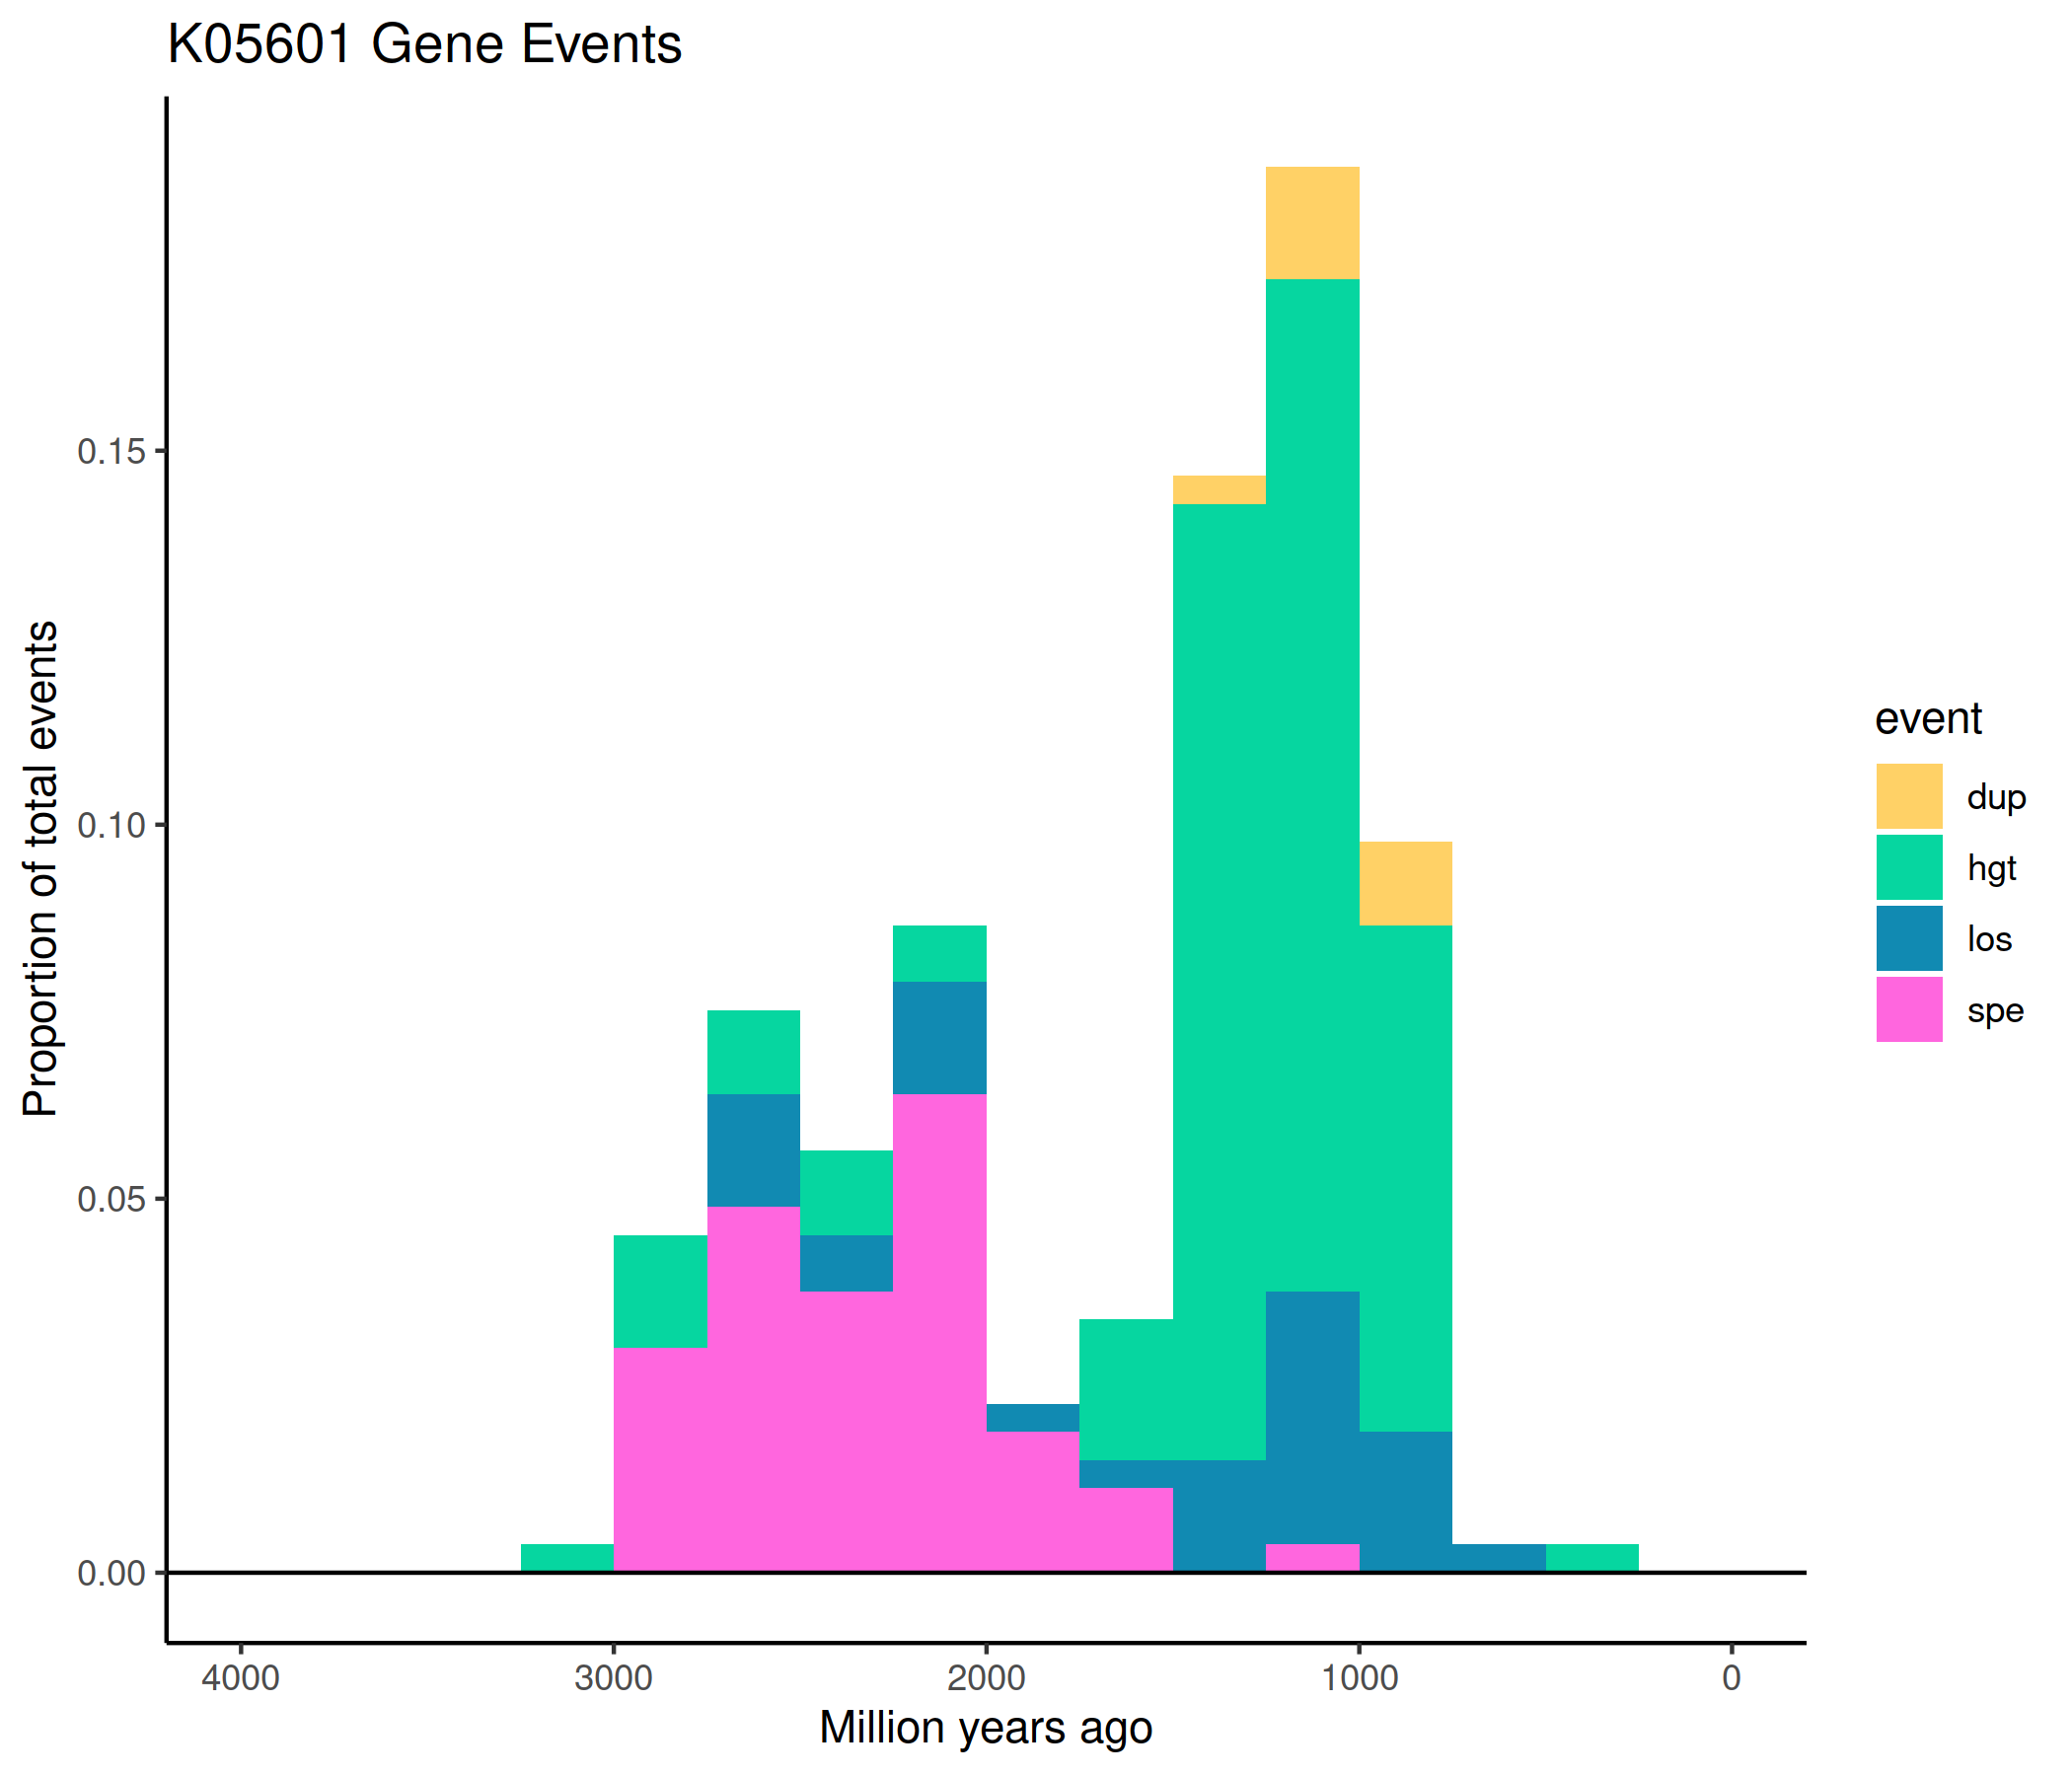 K05601 Gene Events
Proportion of total events
0.15
0.10
0.05
0.00
4000 3000 2000 1000 0
Million years ago
event
dup
hgt
los
spe